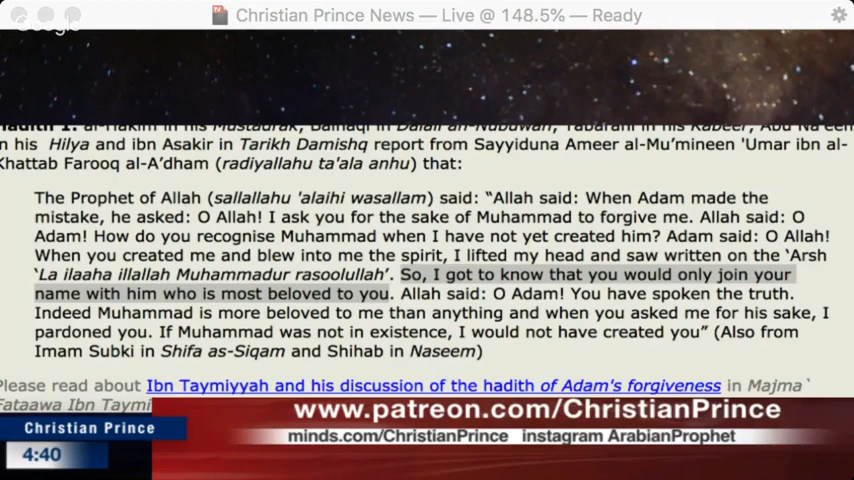 Christian Prince News — Live @ 148.5% — Ready
Google
Hadith 1: al-Hakim in his Mustadrak, Baihaqi in Dalail an-Nubuwah, Tabarani in his Kabeer, Abu Na'eem
in his Hilya and ibn Asakir in Tarikh Damishq report from Sayyiduna Ameer al-Mu'mineen 'Umar ibn al-
Khattab Farooq al-A'dham (radiyallahu ta'ala anhu) that:
The Prophet of Allah (sallallahu 'alaihi wasallam) said: “Allah said: When Adam made the
mistake, he asked: O Allah! I ask you for the sake of Muhammad to forgive me. Allah said: O
Adam! How do you recognise Muhammad when I have not yet created him? Adam said: O Allah!
When you created me and blew into me the spirit, I lifted my head and saw written on the ‘Arsh
‘La ilaaha illallah Muhammadur rasoolullah’. So, I got to know that you would only join your
name with him who is most beloved to you. Allah said: O Adam! You have spoken the truth.
Indeed Muhammad is more beloved to me than anything and when you asked me for his sake, I
pardoned you. If Muhammad was not in existence, I would not have created you” (Also from
Imam Subki in Shifa as-Siqam and Shihab in Naseem)
Please read about Ibn Taymiyyah and his discussion of the hadith of Adam's forgiveness in Majma`
Fataawa Ibn Taymi
www.patreon.com/ChristianPrince
Christian Prince
minds.com/ChristianPrince instagram ArabianProphet
4:40